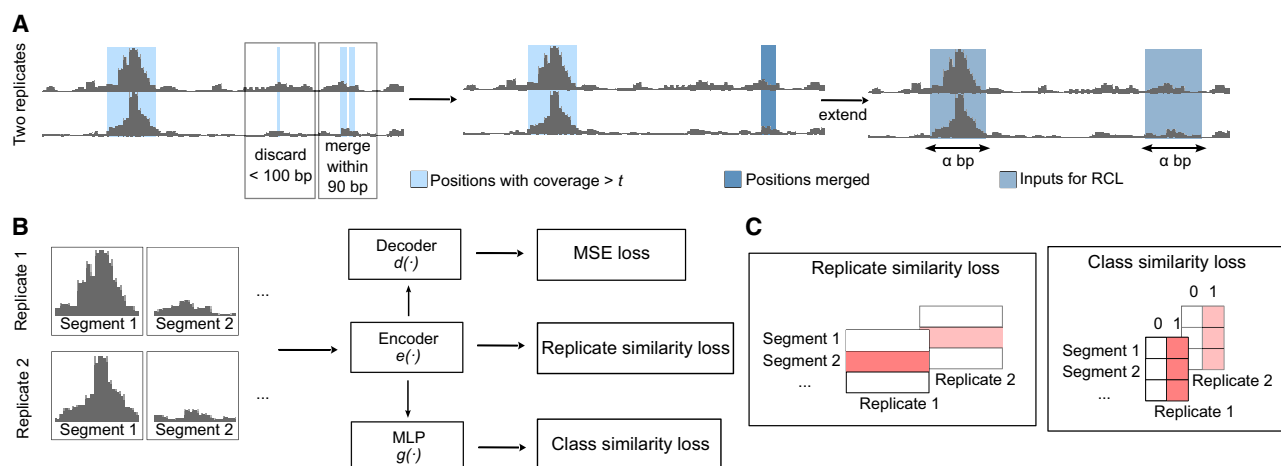 A
Two replicates
discard
< 100 bp
merge
within
90 bp
extend
α bp
α bp
Positions with coverage > t
Positions merged
Inputs for RCL
B
Replicate 1
Segment 1
Segment 2
...
Replicate 2
Segment 1
Segment 2
...
Decoder
d(·)
MSE loss
Encoder
e(·)
Replicate similarity loss
MLP
g(·)
Class similarity loss
C
Replicate similarity loss
Segment 1
Segment 2
...
Replicate 2
Replicate 1
Class similarity loss
0 1
0 1
Segment 1
Segment 2
...
Replicate 2
Replicate 1